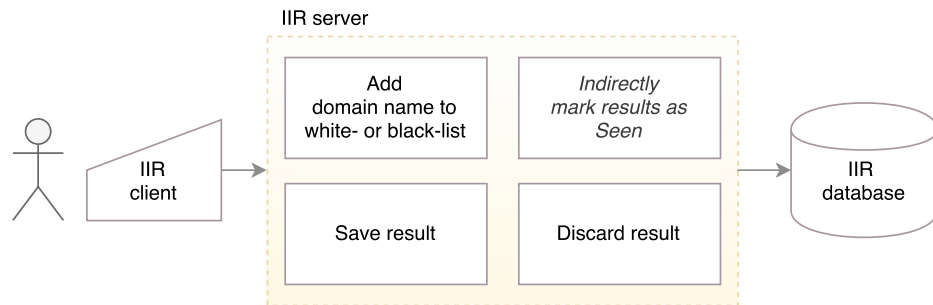 IIR server
Add
domain name to
white- or black-list
Indirectly
mark results as
Seen
IIR
client
IIR
database
Save result
Discard result